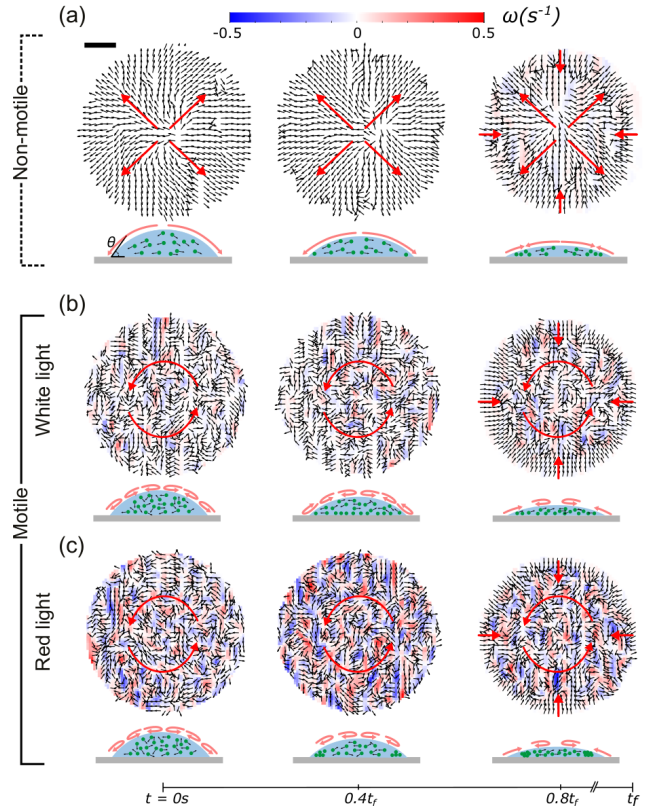 (a)
-0.5
0
0.5
ω(s⁻¹)
Non-motile
θ
(b)
White light
Motile
(c)
Red light
t = 0s
0.4t_f
0.8t_f
t_f